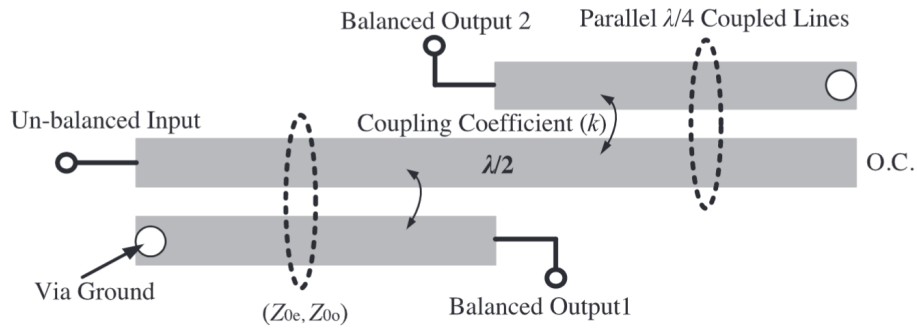 Balanced Output 2
Parallel λ/4 Coupled Lines
Un-balanced Input
Coupling Coefficient (k)
λ/2
O.C.
Via Ground
(Z0e, Z0o)
Balanced Output1